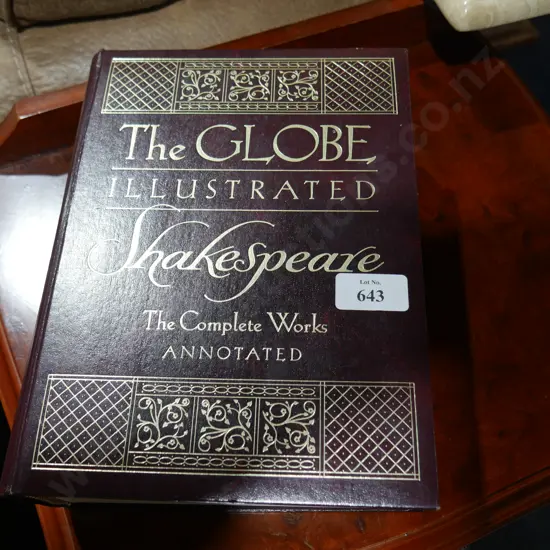 The GLOBE
ILLUSTRATED
Shakespeare
Lot No.
643
The Complete Works
ANNOTATED